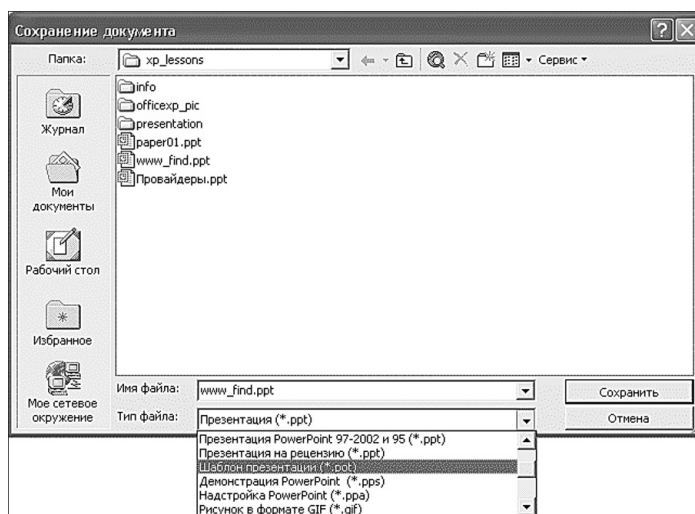 Сохранение документа
Папка: xp_lessons Сервис
info
officexp_pic
presentation
paper01.ppt
www_find.ppt
Провайдеры.ppt
Журнал
Мои
документы
Рабочий стол
Избранное
Мое сетевое
окружение
Имя файла: www_find.ppt Сохранить
Тип файла: Презентация (*.ppt) Отмена
Презентация PowerPoint 97-2002 и 95 (*.ppt)
Презентация на рецензию (*.ppt)
Шаблон презентации (*.pot)
Демонстрация PowerPoint (*.pps)
Надстройка PowerPoint (*.ppa)
Рисунок в формате GIF (*.gif)